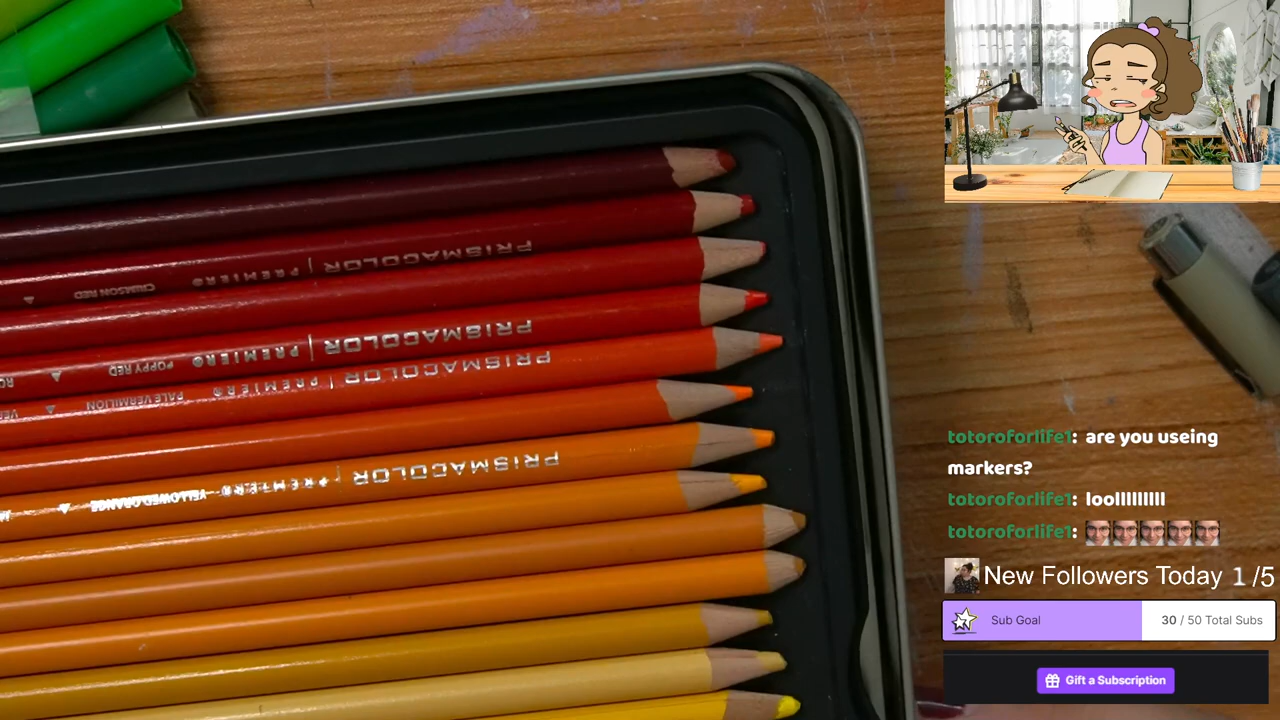 PRISMACOLOR | PREMIER® CRIMSON RED
PRISMACOLOR | PREMIER® POPPY RED
PRISMACOLOR | PREMIER® PALE VERMILION
PRISMACOLOR | PREMIER® YELLOWED ORANGE
totoroforlife1: are you useing
markers?
totoroforlife1: loolllllllll
totoroforlife1:
New Followers Today 1 /5
Sub Goal 30 / 50 Total Subs
Gift a Subscription